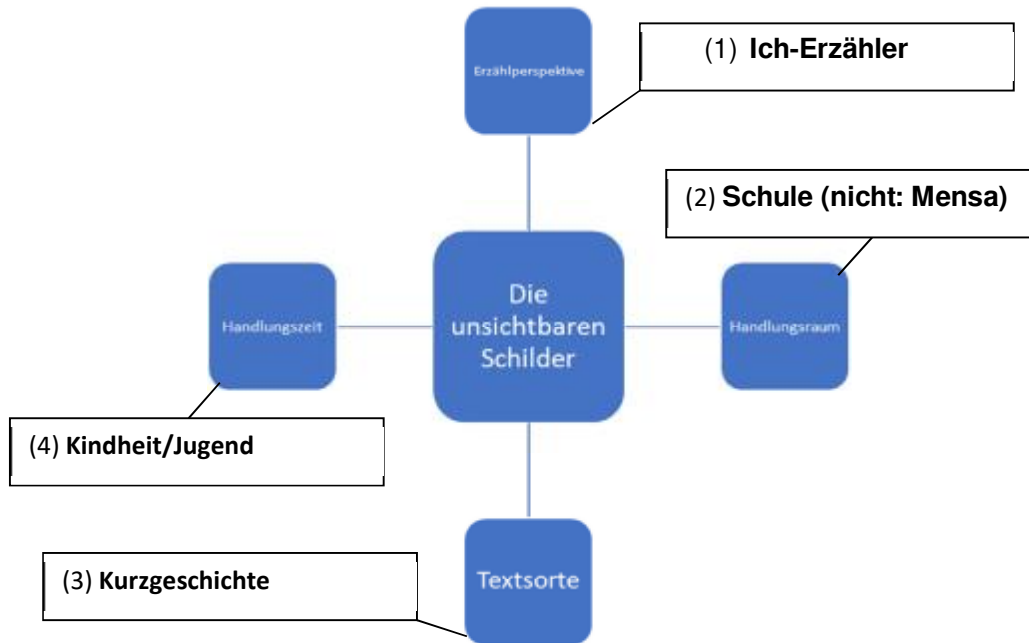 Erzählperspektive
(1) Ich-Erzähler
(2) Schule (nicht: Mensa)
Handlungszeit
Die
unsichtbaren
Schilder
Handlungsraum
(4) Kindheit/Jugend
(3) Kurzgeschichte
Textsorte